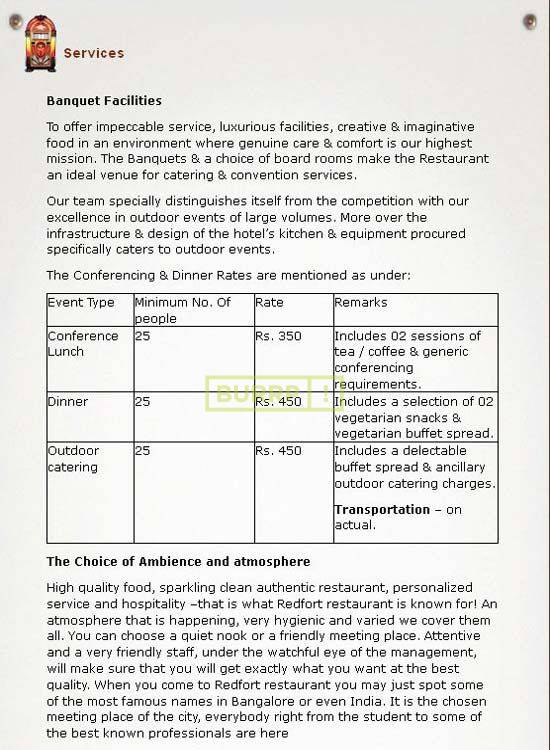 Services
Banquet Facilities
To offer impeccable service, luxurious facilities, creative & imaginative
food in an environment where genuine care & comfort is our highest
mission. The Banquets & a choice of board rooms make the Restaurant
an ideal venue for catering & convention services.
Our team specially distinguishes itself from the competition with our
excellence in outdoor events of large volumes. More over the
infrastructure & design of the hotel's kitchen & equipment procured
specifically caters to outdoor events.
The Conferencing & Dinner Rates are mentioned as under:
Event Type Minimum No. Of Rate Remarks
people
Conference 25 Rs. 350 Includes 02 sessions of
Lunch tea / coffee & generic
conferencing
requirements.
BURRP !
Dinner 25 Rs. 450 Includes a selection of 02
vegetarian snacks &
vegetarian buffet spread.
Outdoor 25 Rs. 450 Includes a delectable
catering buffet spread & ancillary
outdoor catering charges.
Transportation – on
actual.
The Choice of Ambience and atmosphere
High quality food, sparkling clean authentic restaurant, personalized
service and hospitality –that is what Redfort restaurant is known for! An
atmosphere that is happening, very hygienic and varied we cover them
all. You can choose a quiet nook or a friendly meeting place. Attentive
and a very friendly staff, under the watchful eye of the management,
will make sure that you will get exactly what you want at the best
quality. When you come to Redfort restaurant you may just spot some
of the most famous names in Bangalore or even India. It is the chosen
meeting place of the city, everybody right from the student to some of
the best known professionals are here